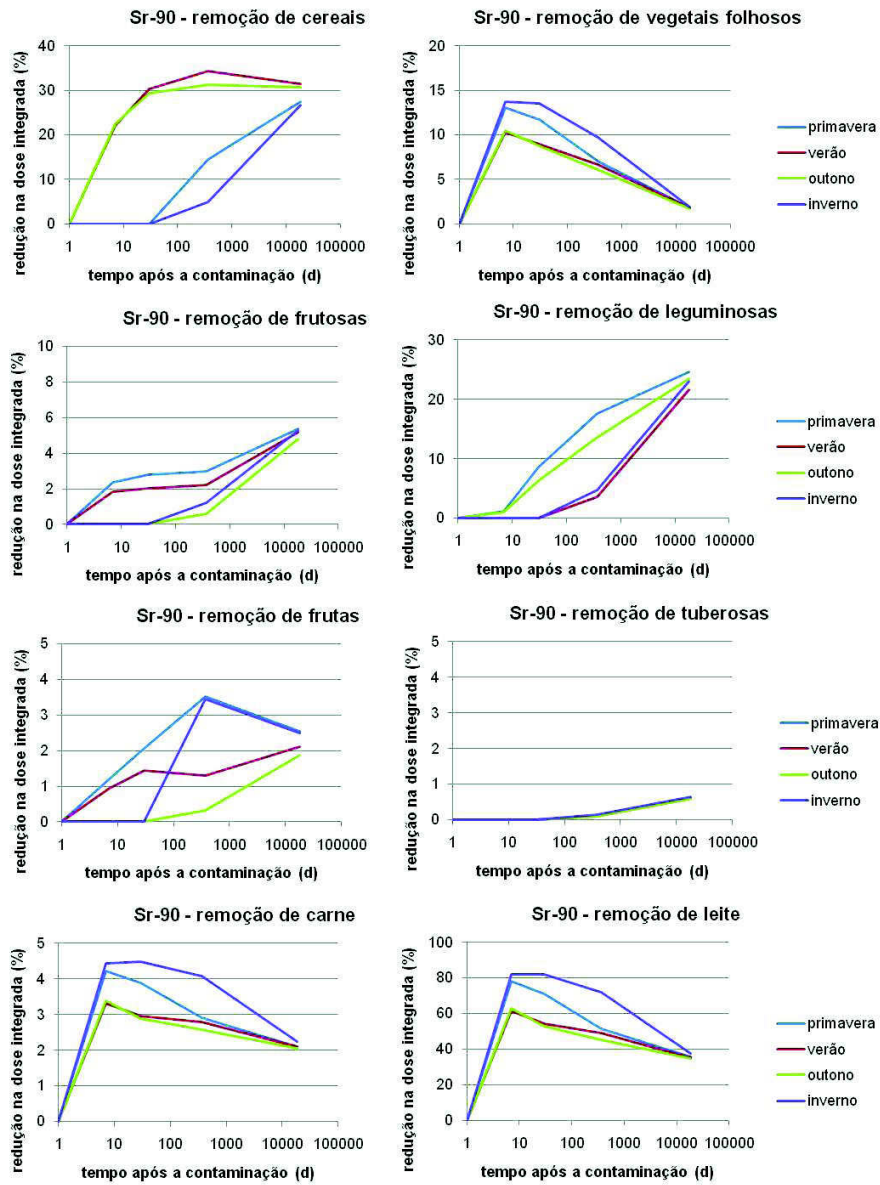 Sr-90 - remoção de cereais
redução na dose integrada (%)
40
30
20
10
0
1 10 100 1000 10000 100000
tempo após a contaminação (d)
Sr-90 - remoção de vegetais folhosos
redução na dose integrada (%)
20
15
10
5
0
1 10 100 1000 10000 100000
tempo após a contaminação (d)
primavera
verão
outono
inverno
Sr-90 - remoção de frutosas
redução na dose integrada (%)
10
8
6
4
2
0
1 10 100 1000 10000 100000
tempo após a contaminação (d)
Sr-90 - remoção de leguminosas
redução na dose integrada (%)
30
20
10
0
1 10 100 1000 10000 100000
tempo após a contaminação (d)
primavera
verão
outono
inverno
Sr-90 - remoção de frutas
redução na dose integrada (%)
5
4
3
2
1
0
1 10 100 1000 10000 100000
tempo após a contaminação (d)
Sr-90 - remoção de tuberosas
redução na dose integrada (%)
5
4
3
2
1
0
1 10 100 1000 10000 100000
tempo após a contaminação (d)
primavera
verão
outono
inverno
Sr-90 - remoção de carne
redução na dose integrada (%)
5
4
3
2
1
0
1 10 100 1000 10000 100000
tempo após a contaminação (d)
Sr-90 - remoção de leite
redução na dose integrada (%)
100
80
60
40
20
0
1 10 100 1000 10000 100000
tempo após a contaminação (d)
primavera
verão
outono
inverno